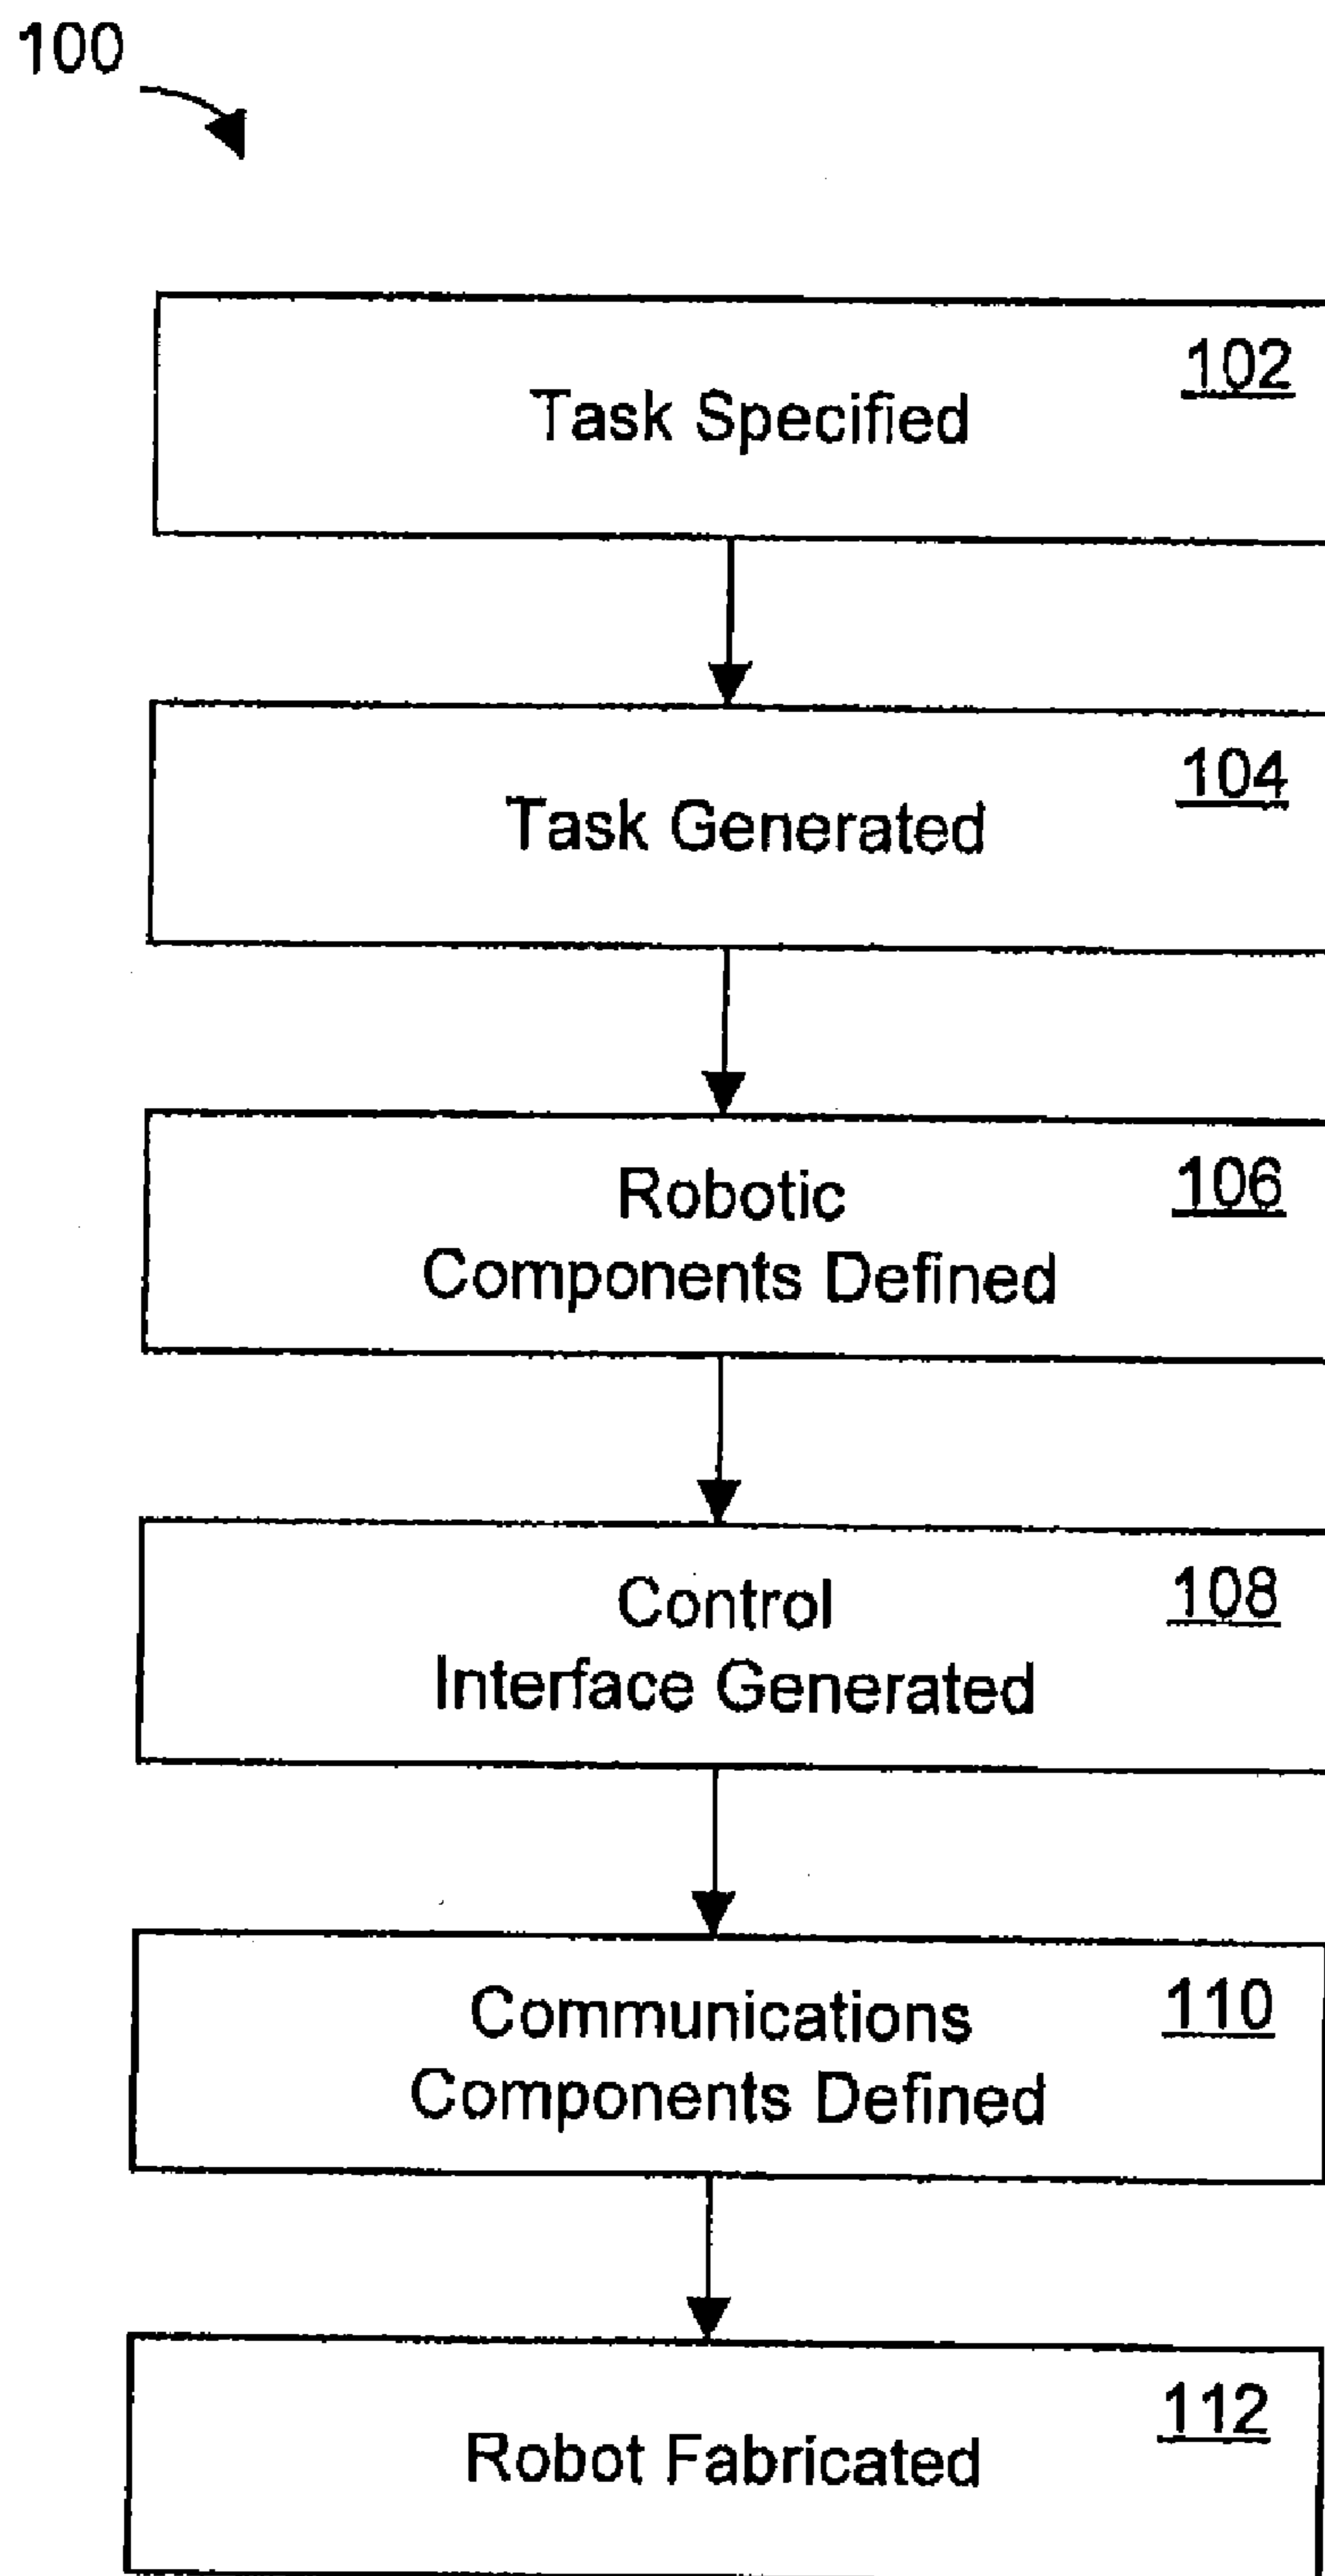 100
102
Task Specified
104
Task Generated
106
Robotic
Components Defined
108
Control
Interface Generated
110
Communications
Components Defined
112
Robot Fabricated